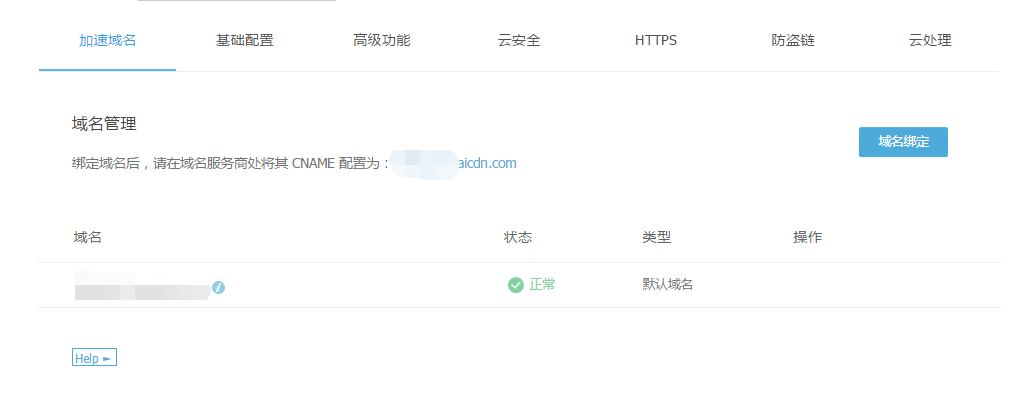 加速域名 基础配置 高级功能 云安全 HTTPS 防盗链 云处理
域名管理
域名绑定
绑定域名后，请在域名服务商处将其 CNAME 配置为： aicdn.com
域名 状态 类型 操作
正常 默认域名
Help ►